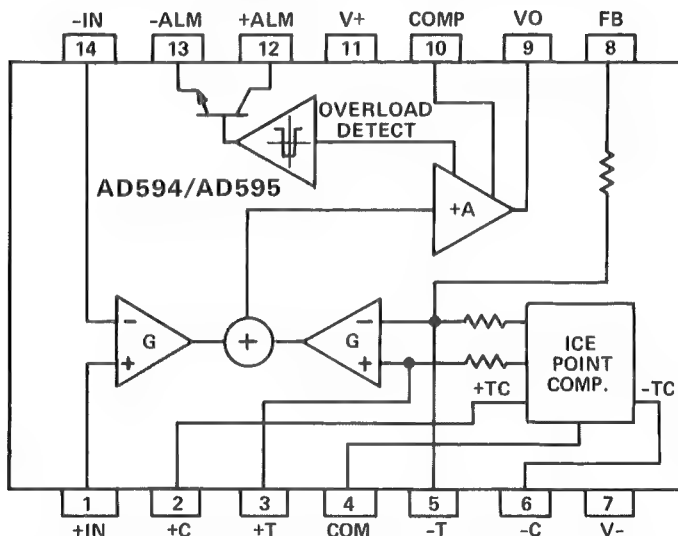 -IN -ALM +ALM V+ COMP VO FB
14 13 12 11 10 9 8
OVERLOAD
DETECT
AD594/AD595
+A
- G +
+
- G +
ICE
POINT
COMP.
+TC
-TC
1 2 3 4 5 6 7
+IN +C +T COM -T -C V-